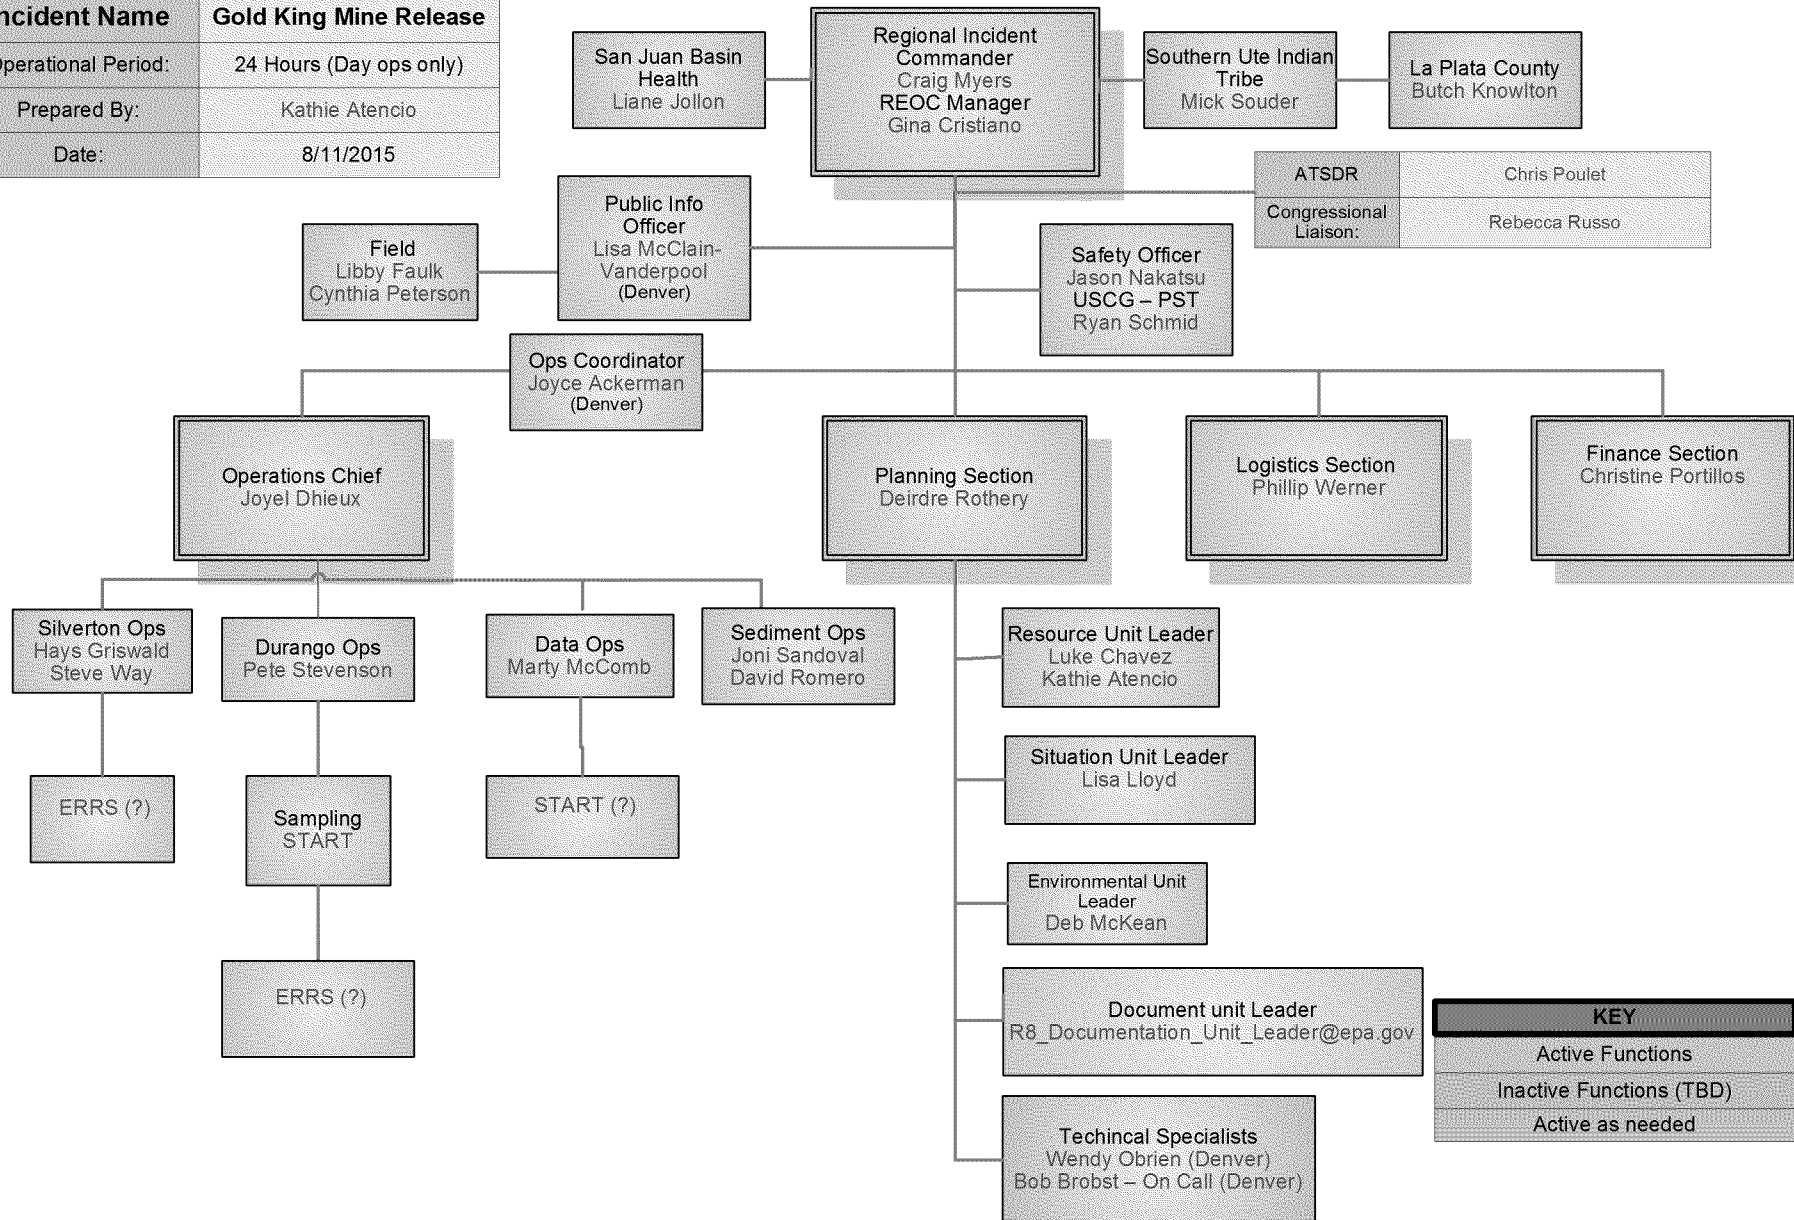 ncident Name
Gold King Mine Release
Operational Period:
24 Hours (Day ops only)
Prepared By:
Kathie Atencio
Date:
8/11/2015
San Juan Basin
Health
Liane Jollon
Regional Incident
Commander
Craig Myers
REOC Manager
Gina Cristiano
Southern Ute Indian
Tribe
Mick Souder
La Plata County
Butch Knowlton
ATSDR
Chris Poulet
Congressional
Liaison:
Rebecca Russo
Public Info
Officer
Lisa McClain-
Vanderpool
(Denver)
Field
Libby Faulk
Cynthia Peterson
Safety Officer
Jason Nakatsu
USCG – PST
Ryan Schmid
Ops Coordinator
Joyce Ackerman
(Denver)
Operations Chief
Joyel Dhieux
Planning Section
Deirdre Rothery
Logistics Section
Phillip Werner
Finance Section
Christine Portillos
Silverton Ops
Hays Griswald
Steve Way
Durango Ops
Pete Stevenson
Data Ops
Marty McComb
Sediment Ops
Joni Sandoval
David Romero
Resource Unit Leader
Luke Chavez
Kathie Atencio
Situation Unit Leader
Lisa Lloyd
ERRS (?)
Sampling
START
START (?)
Environmental Unit
Leader
Deb McKean
ERRS (?)
Document unit Leader
R8_Documentation_Unit_Leader@epa.gov
Techincal Specialists
Wendy Obrien (Denver)
Bob Brobst – On Call (Denver)
KEY
Active Functions
Inactive Functions (TBD)
Active as needed